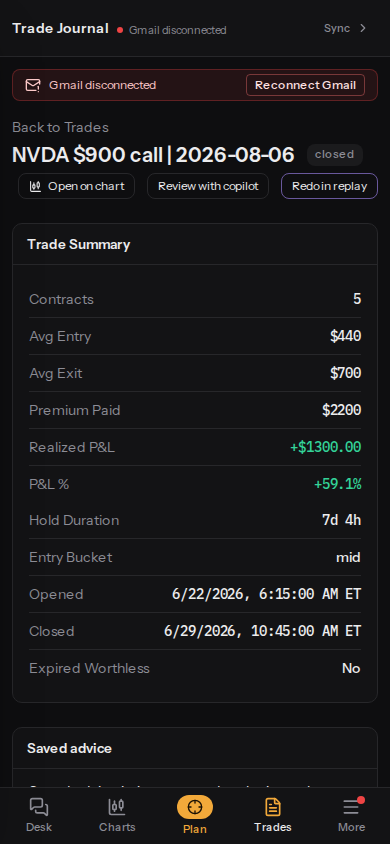 Trade Journal
Gmail disconnected
Sync
Gmail disconnected
Reconnect Gmail
Back to Trades
NVDA $900 call | 2026-08-06
closed
Open on chart
Review with copilot
Redo in replay
Trade Summary
Contracts 5
Avg Entry $440
Avg Exit $700
Premium Paid $2200
Realized P&L +$1300.00
P&L % +59.1%
Hold Duration 7d 4h
Entry Bucket mid
Opened 6/22/2026, 6:15:00 AM ET
Closed 6/29/2026, 10:45:00 AM ET
Expired Worthless No
Saved advice
Desk
Charts
Plan
Trades
More